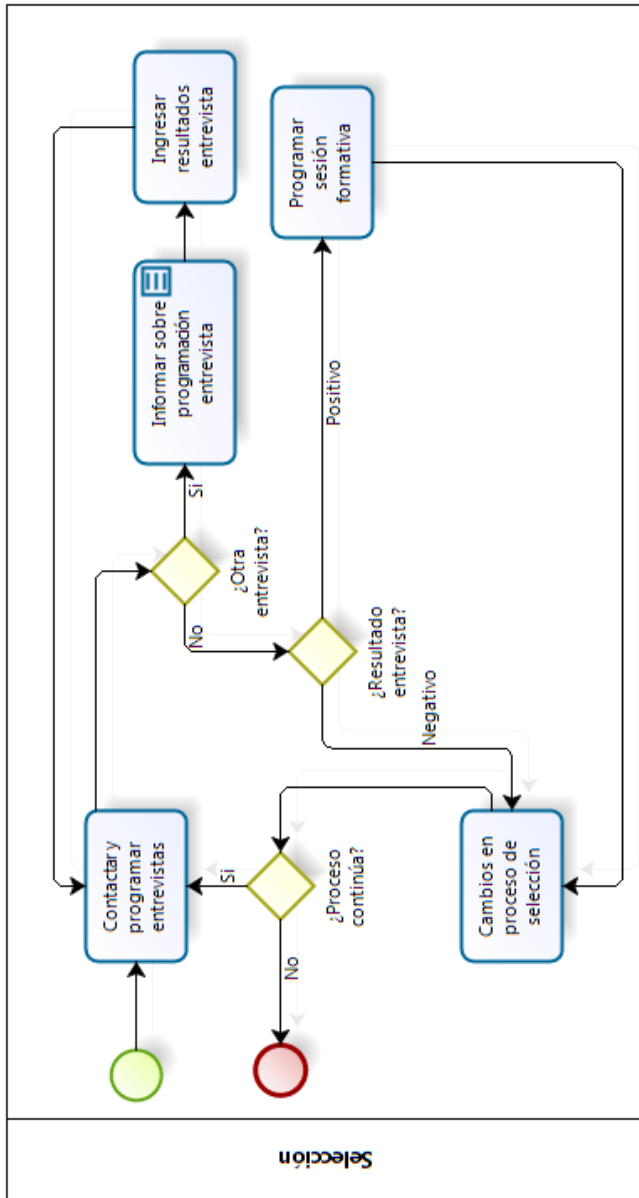 Selección
Contactar y
programar
entrevistas
¿Otra
entrevista?
Si
No
Informar sobre
programación
entrevista
Ingresar
resultados
entrevista
¿Resultado
entrevista?
Positivo
Negativo
Programar
sesión
formativa
Cambios en
proceso de
selección
¿Proceso
continúa?
Si
No